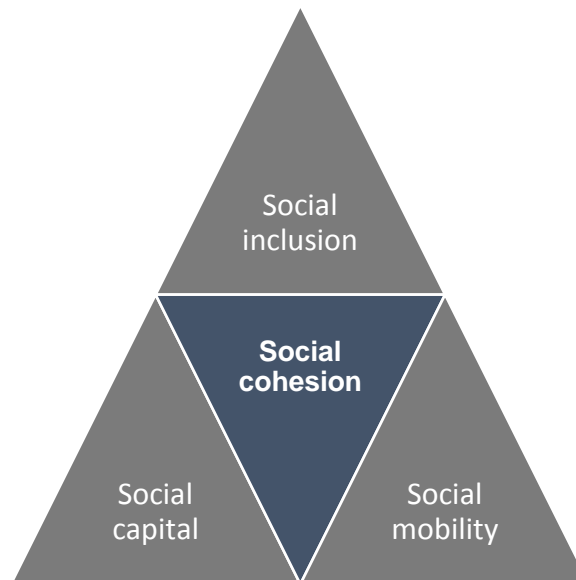 Social
inclusion
Social
cohesion
Social
capital
Social
mobility